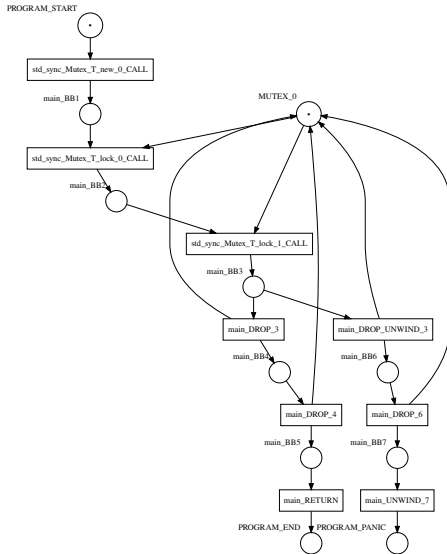 PROGRAM_START
std_sync_Mutex_T_new_0_CALL
main_BB1
MUTEX_0
std_sync_Mutex_T_lock_0_CALL
main_BB2
std_sync_Mutex_T_lock_1_CALL
main_BB3
main_DROP_3
main_DROP_UNWIND_3
main_BB4
main_BB6
main_DROP_4
main_DROP_6
main_BB5
main_BB7
main_RETURN
main_UNWIND_7
PROGRAM_END
PROGRAM_PANIC